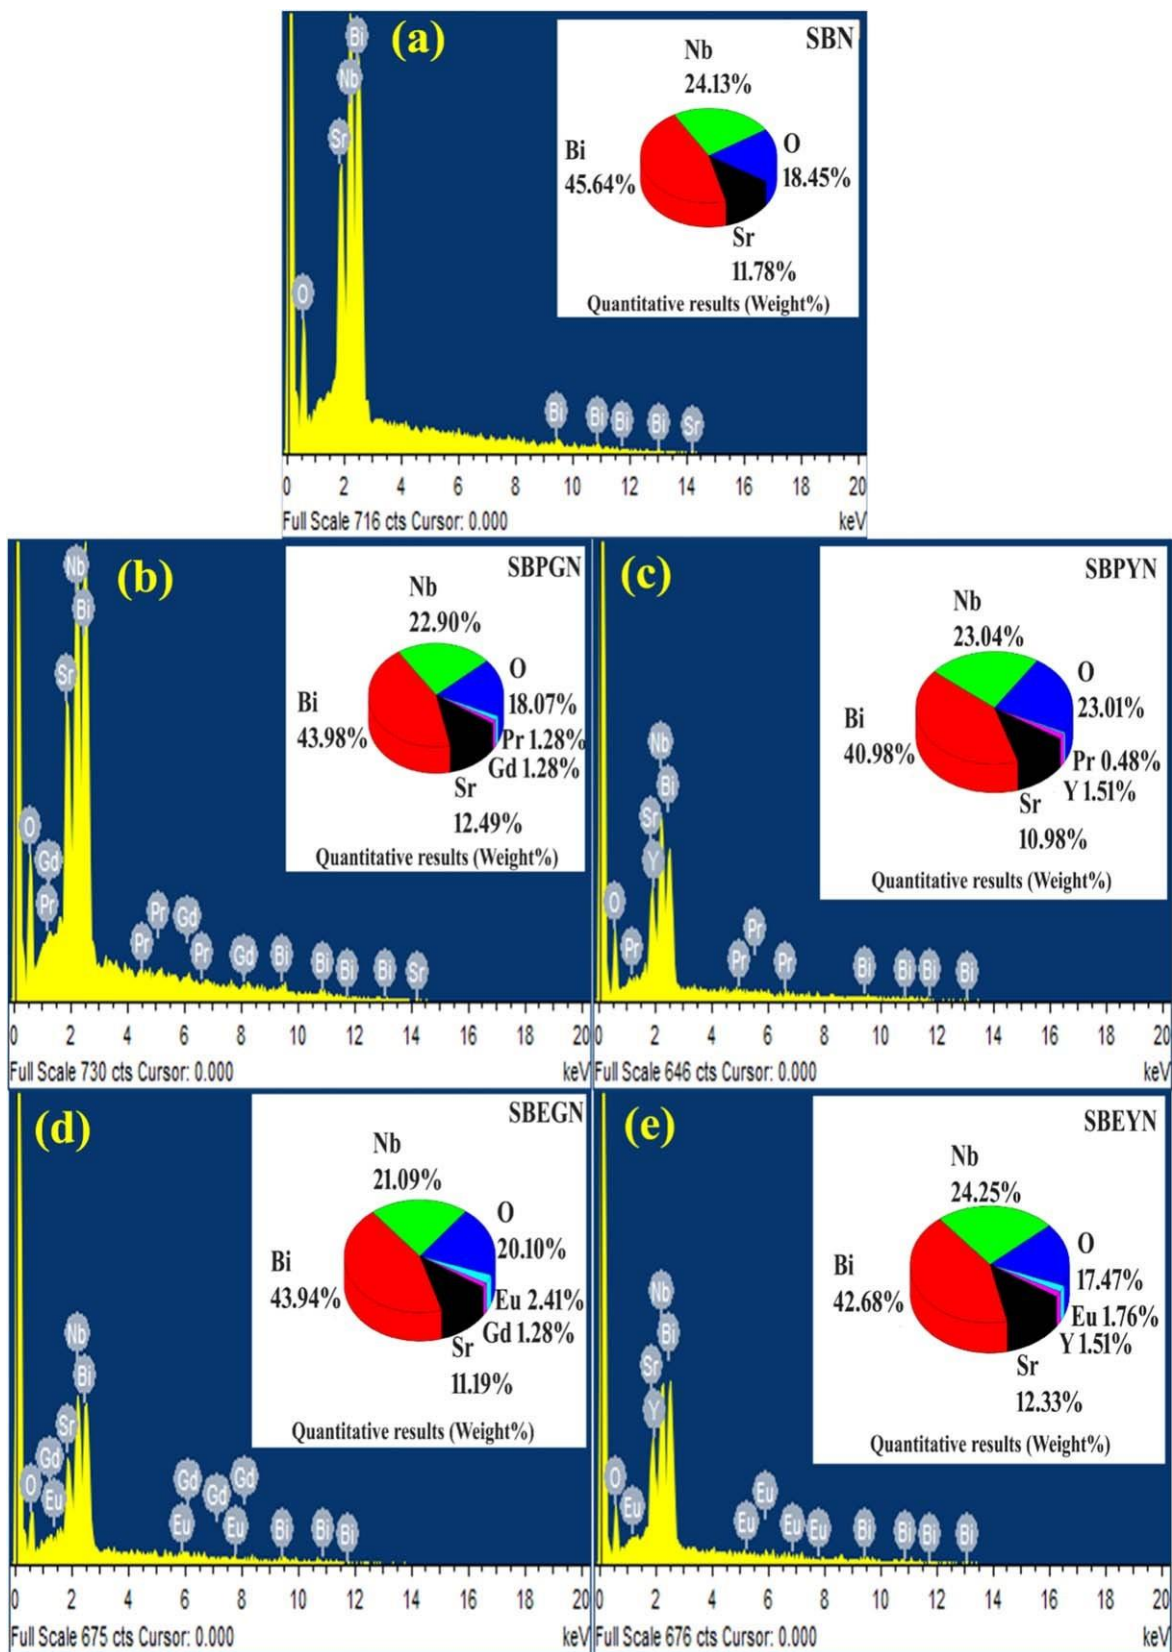 (a)
SBN
Bi
Nb
Sr
O
Nb
24.13%
O
18.45%
Bi
45.64%
Sr
11.78%
Quantitative results (Weight%)
Bi Bi Bi Bi Sr
0 2 4 6 8 10 12 14 16 18 20
Full Scale 716 cts Cursor: 0.000 keV
(b)
SBPGN
Nb
Bi
Sr
O
Gd
Pr
Nb
22.90%
O
18.07%
Bi
43.98%
Pr 1.28%
Gd 1.28%
Sr
12.49%
Quantitative results (Weight%)
Pr Pr Gd Pr Gd Bi Bi Bi Bi Sr
0 2 4 6 8 10 12 14 16 18 20
Full Scale 730 cts Cursor: 0.000 keV
(c)
SBPYN
Nb
Bi
Sr
Y
O
Pr
Nb
23.04%
O
23.01%
Bi
40.98%
Pr 0.48%
Y 1.51%
Sr
10.98%
Quantitative results (Weight%)
Pr Pr Pr Bi Bi Bi Bi
0 2 4 6 8 10 12 14 16 18 20
Full Scale 646 cts Cursor: 0.000 keV
(d)
SBEGN
Nb
Bi
Sr
Gd
O
Eu
Nb
21.09%
O
20.10%
Bi
43.94%
Eu 2.41%
Gd 1.28%
Sr
11.19%
Quantitative results (Weight%)
Eu Gd Gd Eu Gd Bi Bi Bi
0 2 4 6 8 10 12 14 16 18 20
Full Scale 675 cts Cursor: 0.000 keV
(e)
SBEYN
Nb
Bi
Sr
Y
O
Eu
Nb
24.25%
O
17.47%
Bi
42.68%
Eu 1.76%
Y 1.51%
Sr
12.33%
Quantitative results (Weight%)
Eu Eu Eu Eu Bi Bi Bi Bi
0 2 4 6 8 10 12 14 16 18 20
Full Scale 676 cts Cursor: 0.000 keV